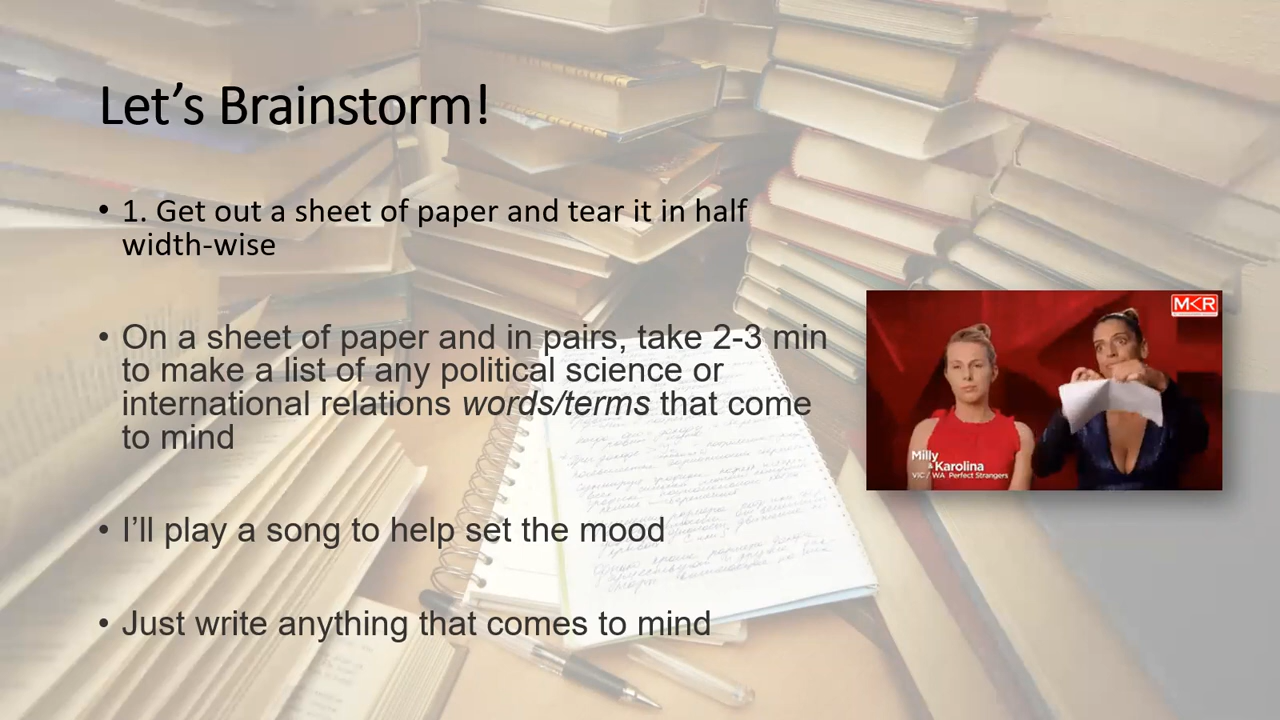 Let’s Brainstorm!
• 1. Get out a sheet of paper and tear it in half
width-wise
• On a sheet of paper and in pairs, take 2-3 min
to make a list of any political science or
international relations words/terms that come
to mind
• I’ll play a song to help set the mood
• Just write anything that comes to mind
MKR
Milly
& Karolina
VIC / WA Perfect Strangers